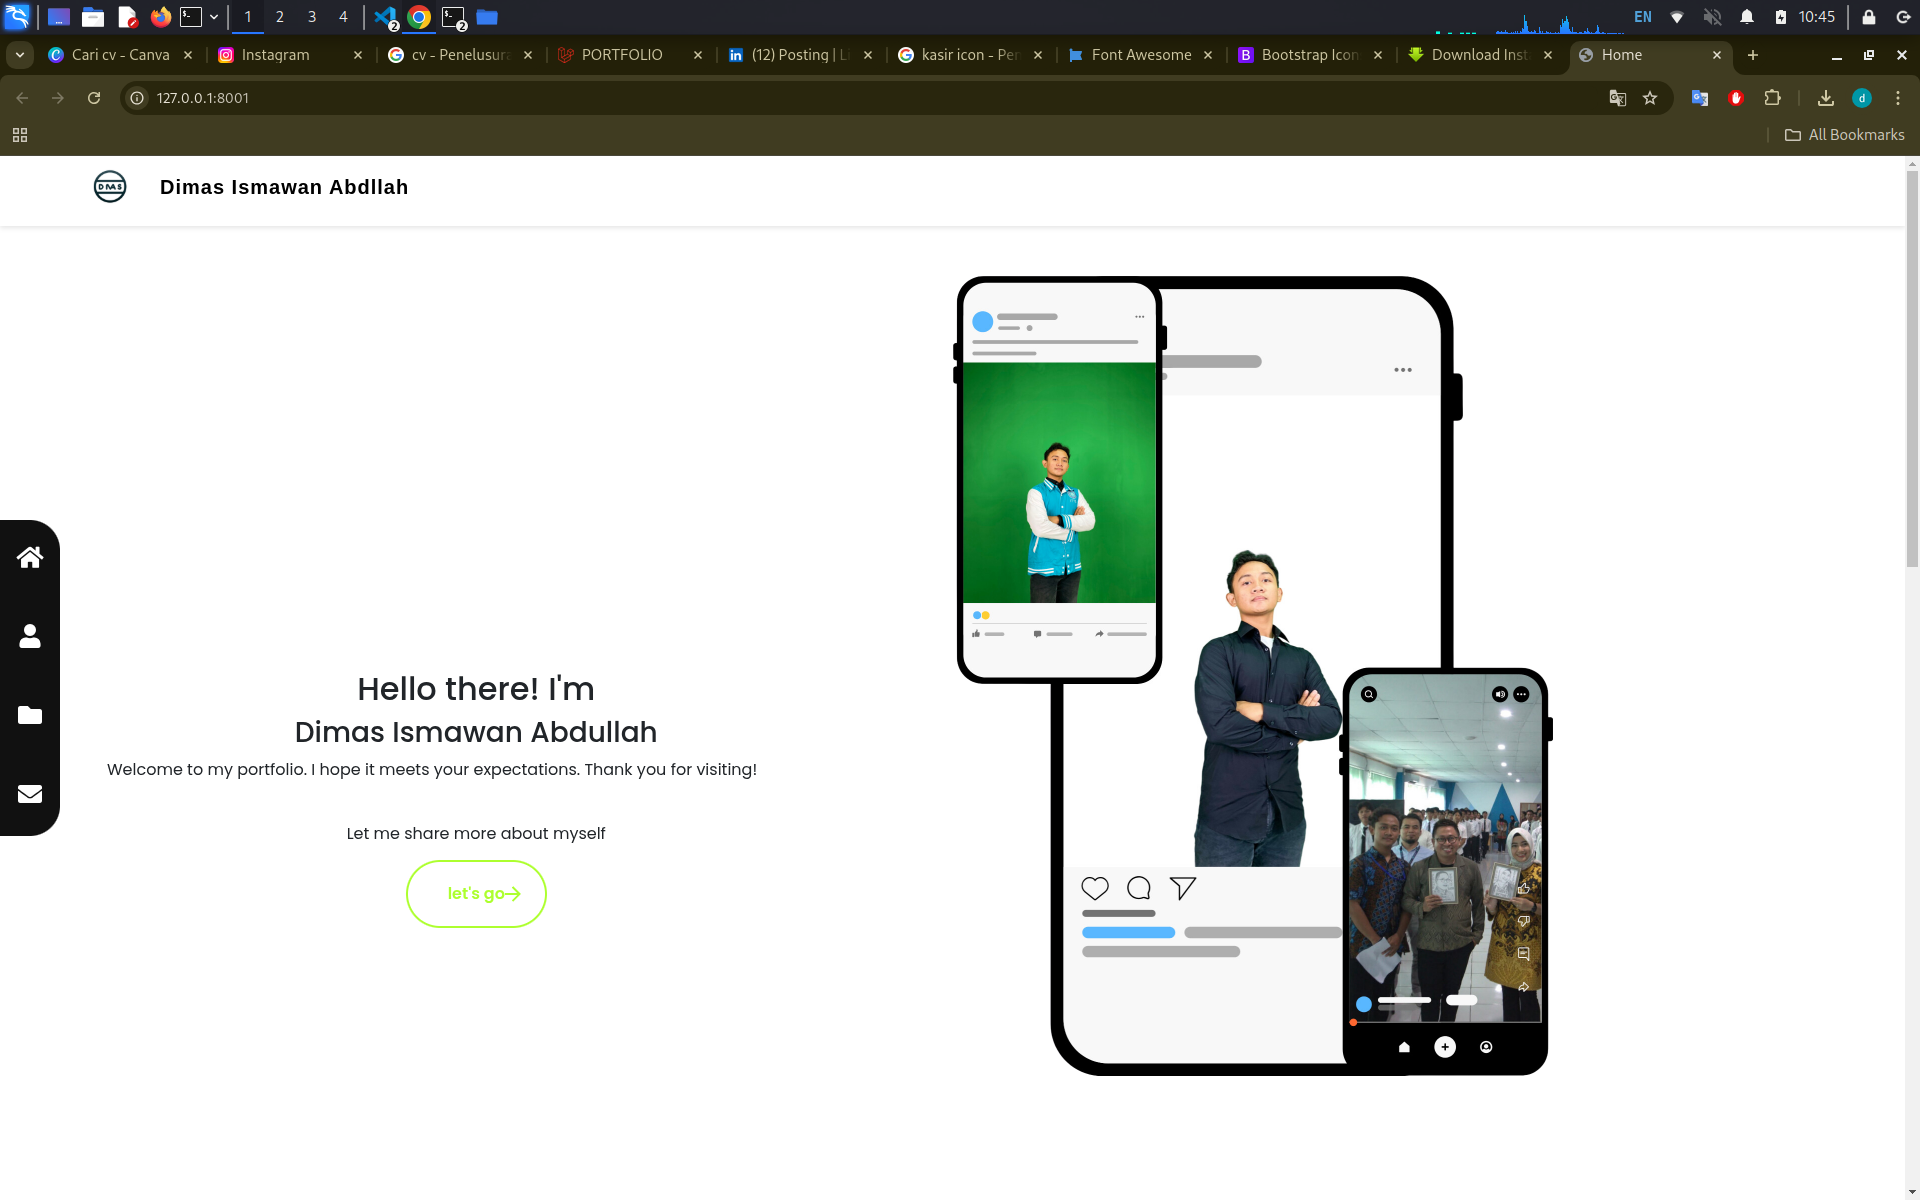 1 2 3 4 2 2 EN 10:45
Cari cv - Canva
Instagram
cv - Penelusura
PORTFOLIO
(12) Posting | Li
kasir icon - Pen
Font Awesome
Bootstrap Icon
Download Inst
Home
127.0.0.1:8001
d
All Bookmarks
DMS
Dimas Ismawan Abdllah
Hello there! I'm
Dimas Ismawan Abdullah
Welcome to my portfolio. I hope it meets your expectations. Thank you for visiting!
Let me share more about myself
let's go